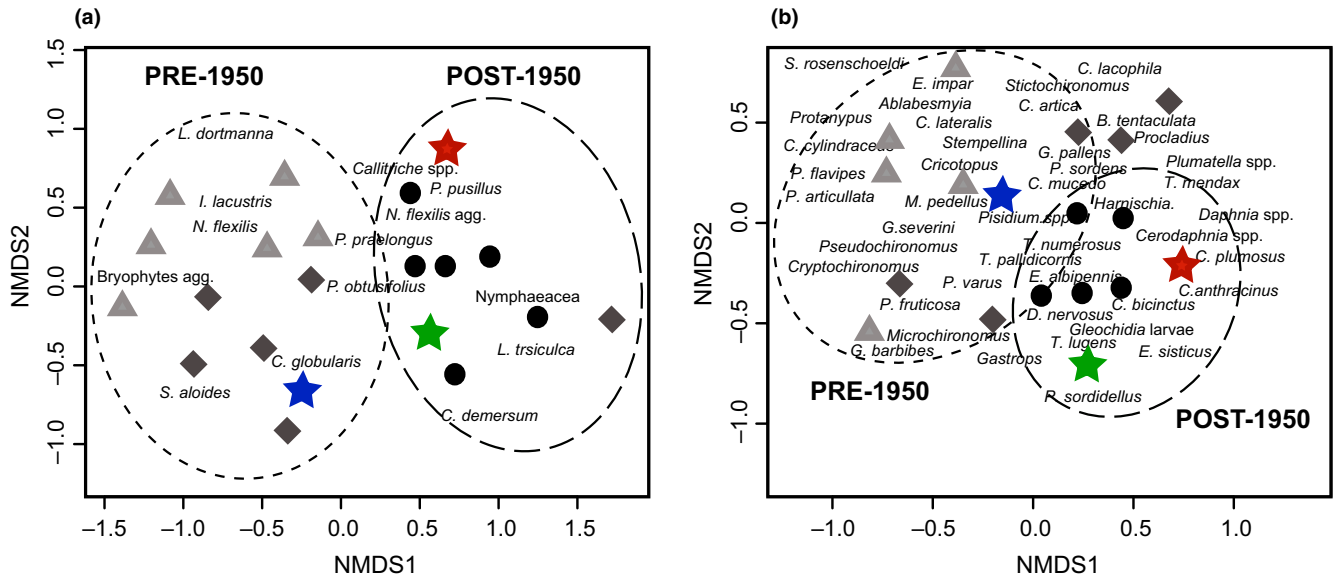 (a)
PRE-1950
POST-1950
L. dortmanna
Callitriche spp.
P. pusillus
I. lacustris
N. flexilis agg.
N. flexilis
P. praelongus
Bryophytes agg.
P. obtusifolius
Nymphaeacea
L. trsiculca
C. globularis
S. aloides
C. demersum
NMDS2
1.5
1.0
0.5
0.0
–0.5
–1.0
–1.5
–1.0
–0.5
0.0
0.5
1.0
1.5
NMDS1
(b)
S. rosenschoeldi
C. lacophila
E. impar
Stictochironomus
Ablabesmyia
C. artica
Protanypus
C. lateralis
B. tentaculata
Stempellina
Procladius
C. cylindracea
G. pallens
Cricotopus
P. sordens
Plumatella spp.
P. flavipes
C. mucedo
T. mendax
P. articullata
M. pedellus
Harnischia.
Pisidium.spp
Daphnia spp.
G.severini
Cerodaphnia spp.
Pseudochironomus
T. numerosus
C. plumosus
T. paludicorris
Cryptochironomus
E. albipennis
P. varus
C.anthracinus
P. fruticosa
C. bicinctus
D. nervosus
Microchironomus
Gleochidia larvae
T. lugens
G. barbibes
Gastrops
E. sisticus
P. sordidellus
PRE-1950
POST-1950
NMDS2
0.5
0.0
–0.5
–1.0
–1.0
–0.5
0.0
0.5
1.0
NMDS1